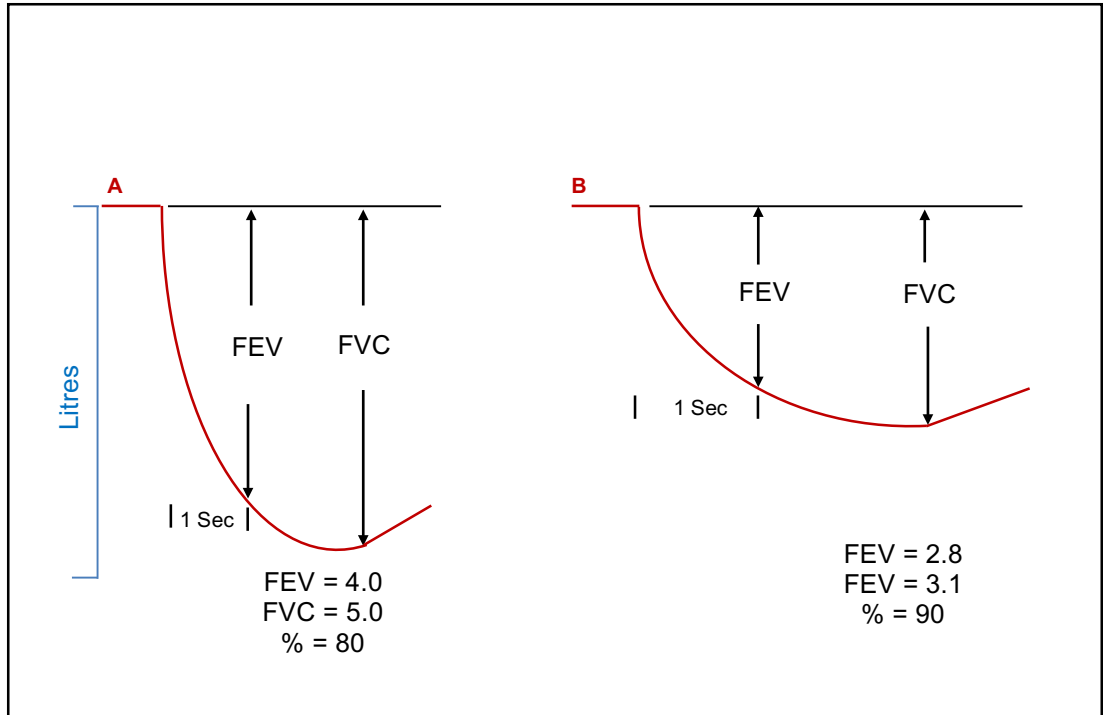 A
Litres
FEV
FVC
1 Sec
FEV = 4.0
FVC = 5.0
% = 80
B
FEV
FVC
1 Sec
FEV = 2.8
FEV = 3.1
% = 90